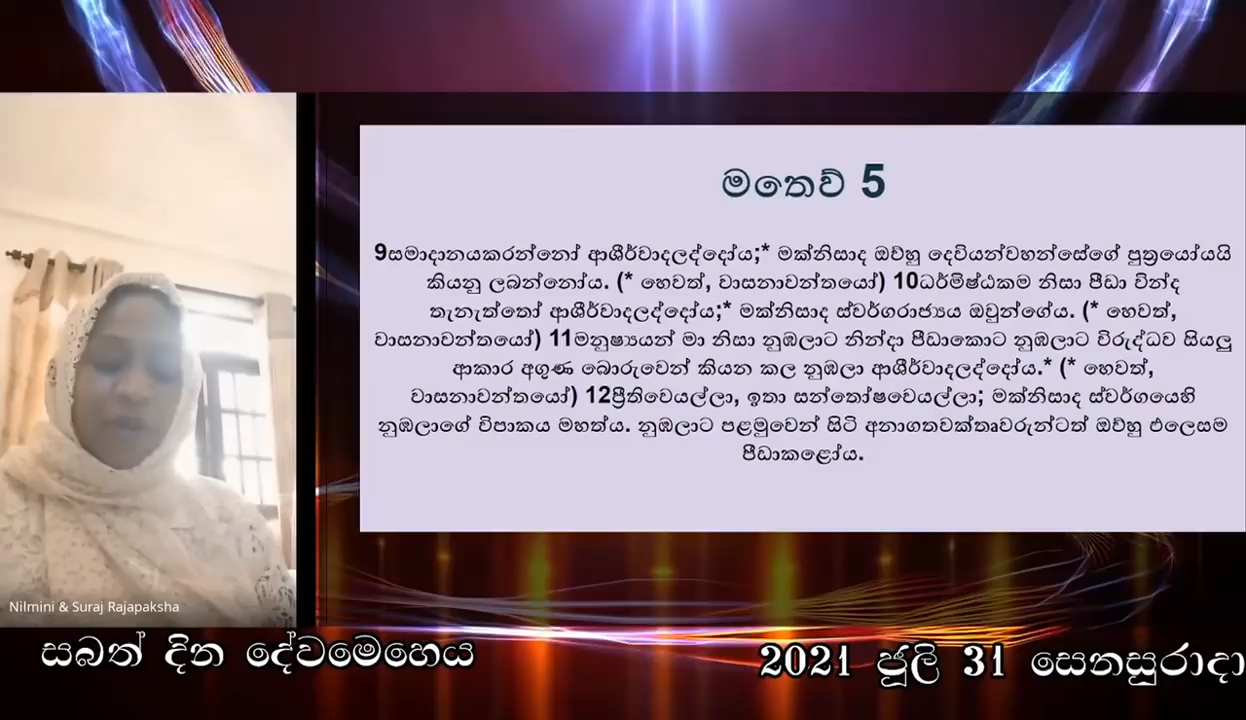 මතෙව් 5
9සමාදානයකරන්නෝ ආශීර්වාදලද්දෝය;* මක්නිසාද ඔව්හු දෙවියන්වහන්සේගේ පුත්‍රයෝයයි
කියනු ලබන්නෝය. (* හෙවත්, වාසනාවන්තයෝ) 10ධර්මිෂ්ඨකම නිසා පීඩා වින්ද
තැනැත්තෝ ආශීර්වාදලද්දෝය;* මක්නිසාද ස්වර්ගරාජ්‍යය ඔවුන්ගේය. (* හෙවත්,
වාසනාවන්තයෝ) 11මනුෂ්‍යයන් මා නිසා නුඹලාට නින්දා පීඩාකොට නුඹලාට විරුද්ධව සියලු
ආකාර අගුණ බොරුවෙන් කියන කල නුඹලා ආශීර්වාදලද්දෝය.* (* හෙවත්,
වාසනාවන්තයෝ) 12ප්‍රීතිවෙයල්ලා, ඉතා සන්තෝෂවෙයල්ලා; මක්නිසාද ස්වර්ගයෙහි
නුඹලාගේ විපාකය මහත්ය. නුඹලාට පළමුවෙන් සිටි අනාගතවක්තෘවරුන්ටත් ඔව්හු එලෙසම
පීඩාකළෝය.
Nilmini & Suraj Rajapaksha
සබත් දින දේවමෙහෙය
2021 ජූලි 31 සෙනසුරාදා